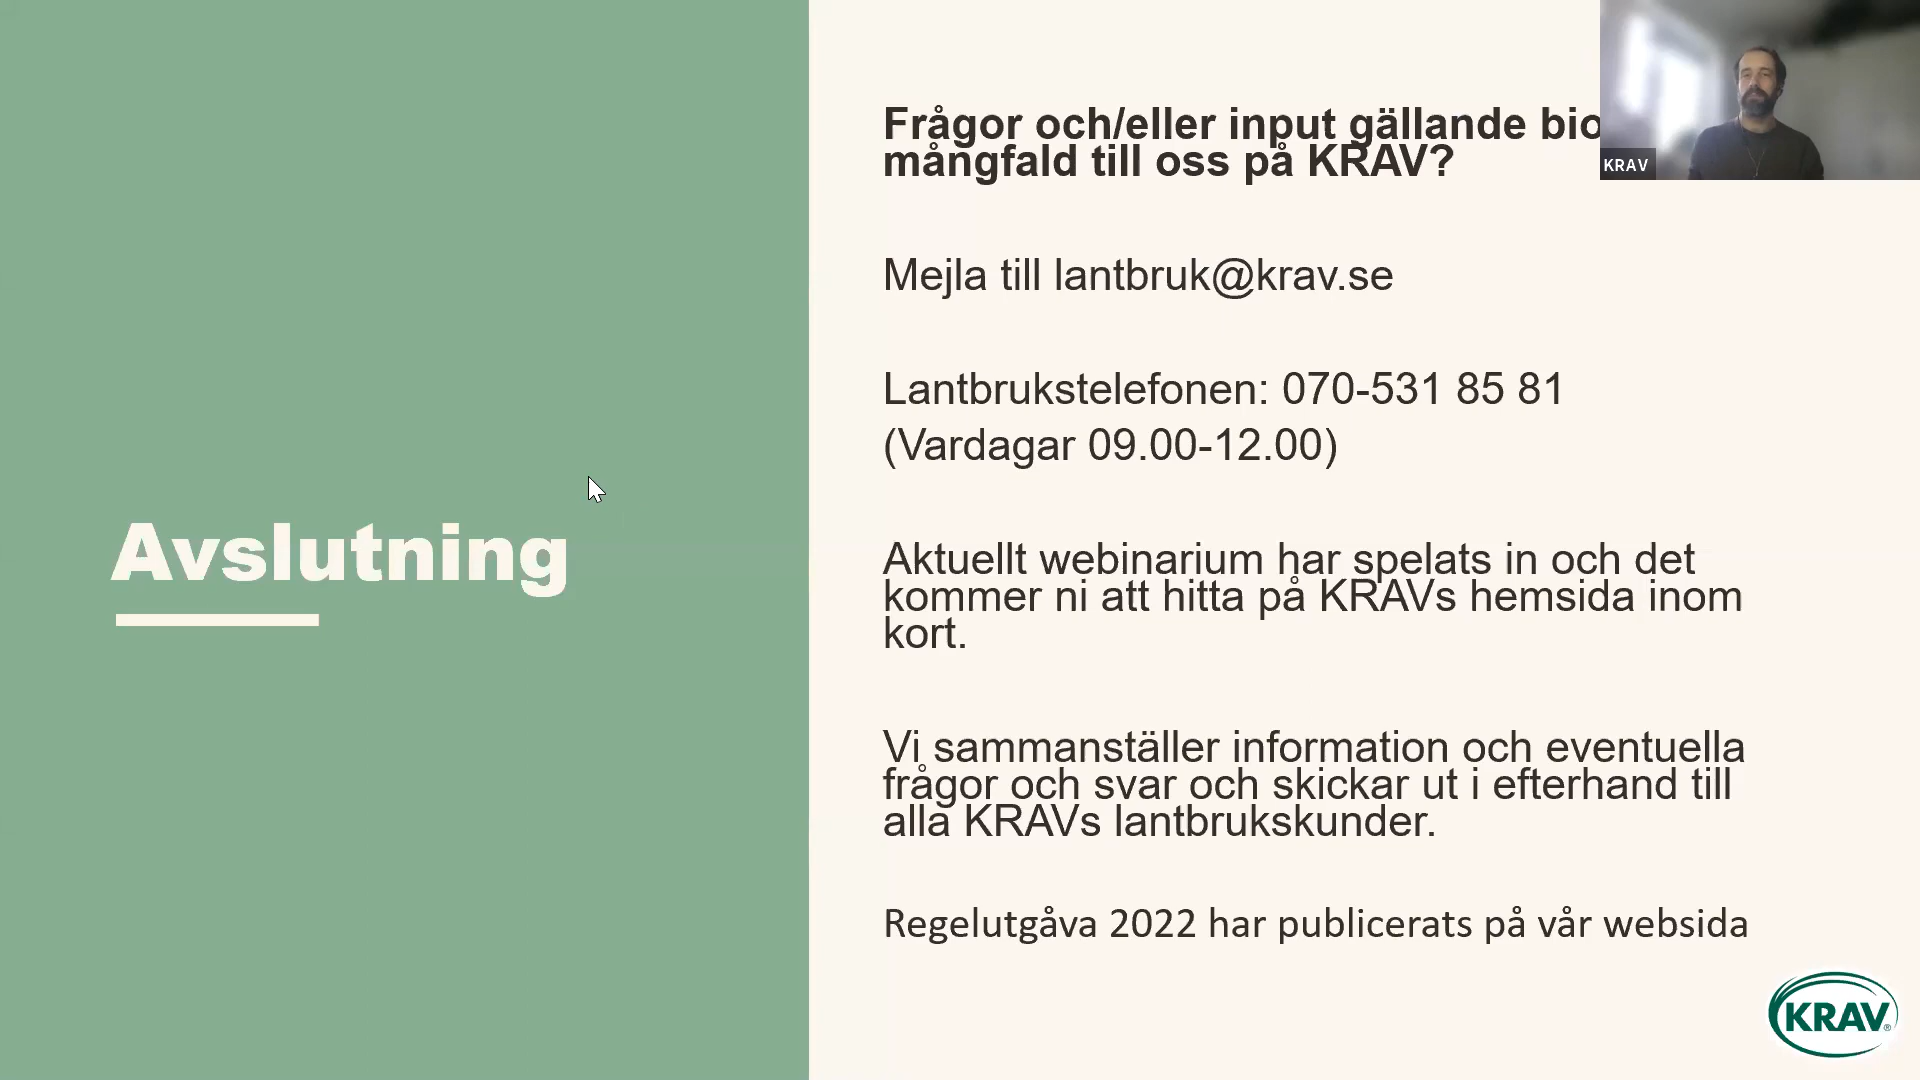 Frågor och/eller input gällande
mångfald till oss på KRAV?
KRAV
Mejla till lantbruk@krav.se
Lantbrukstelefonen: 070-531 85 81
(Vardagar 09.00-12.00)
Avslutning
Aktuellt webinarium har spelats in och det
kommer ni att hitta på KRAVs hemsida inom
kort.
Vi sammanställer information och eventuella
frågor och svar och skickar ut i efterhand till
alla KRAVs lantbrukskunder.
Regelutgåva 2022 har publicerats på vår websida
KRAV®